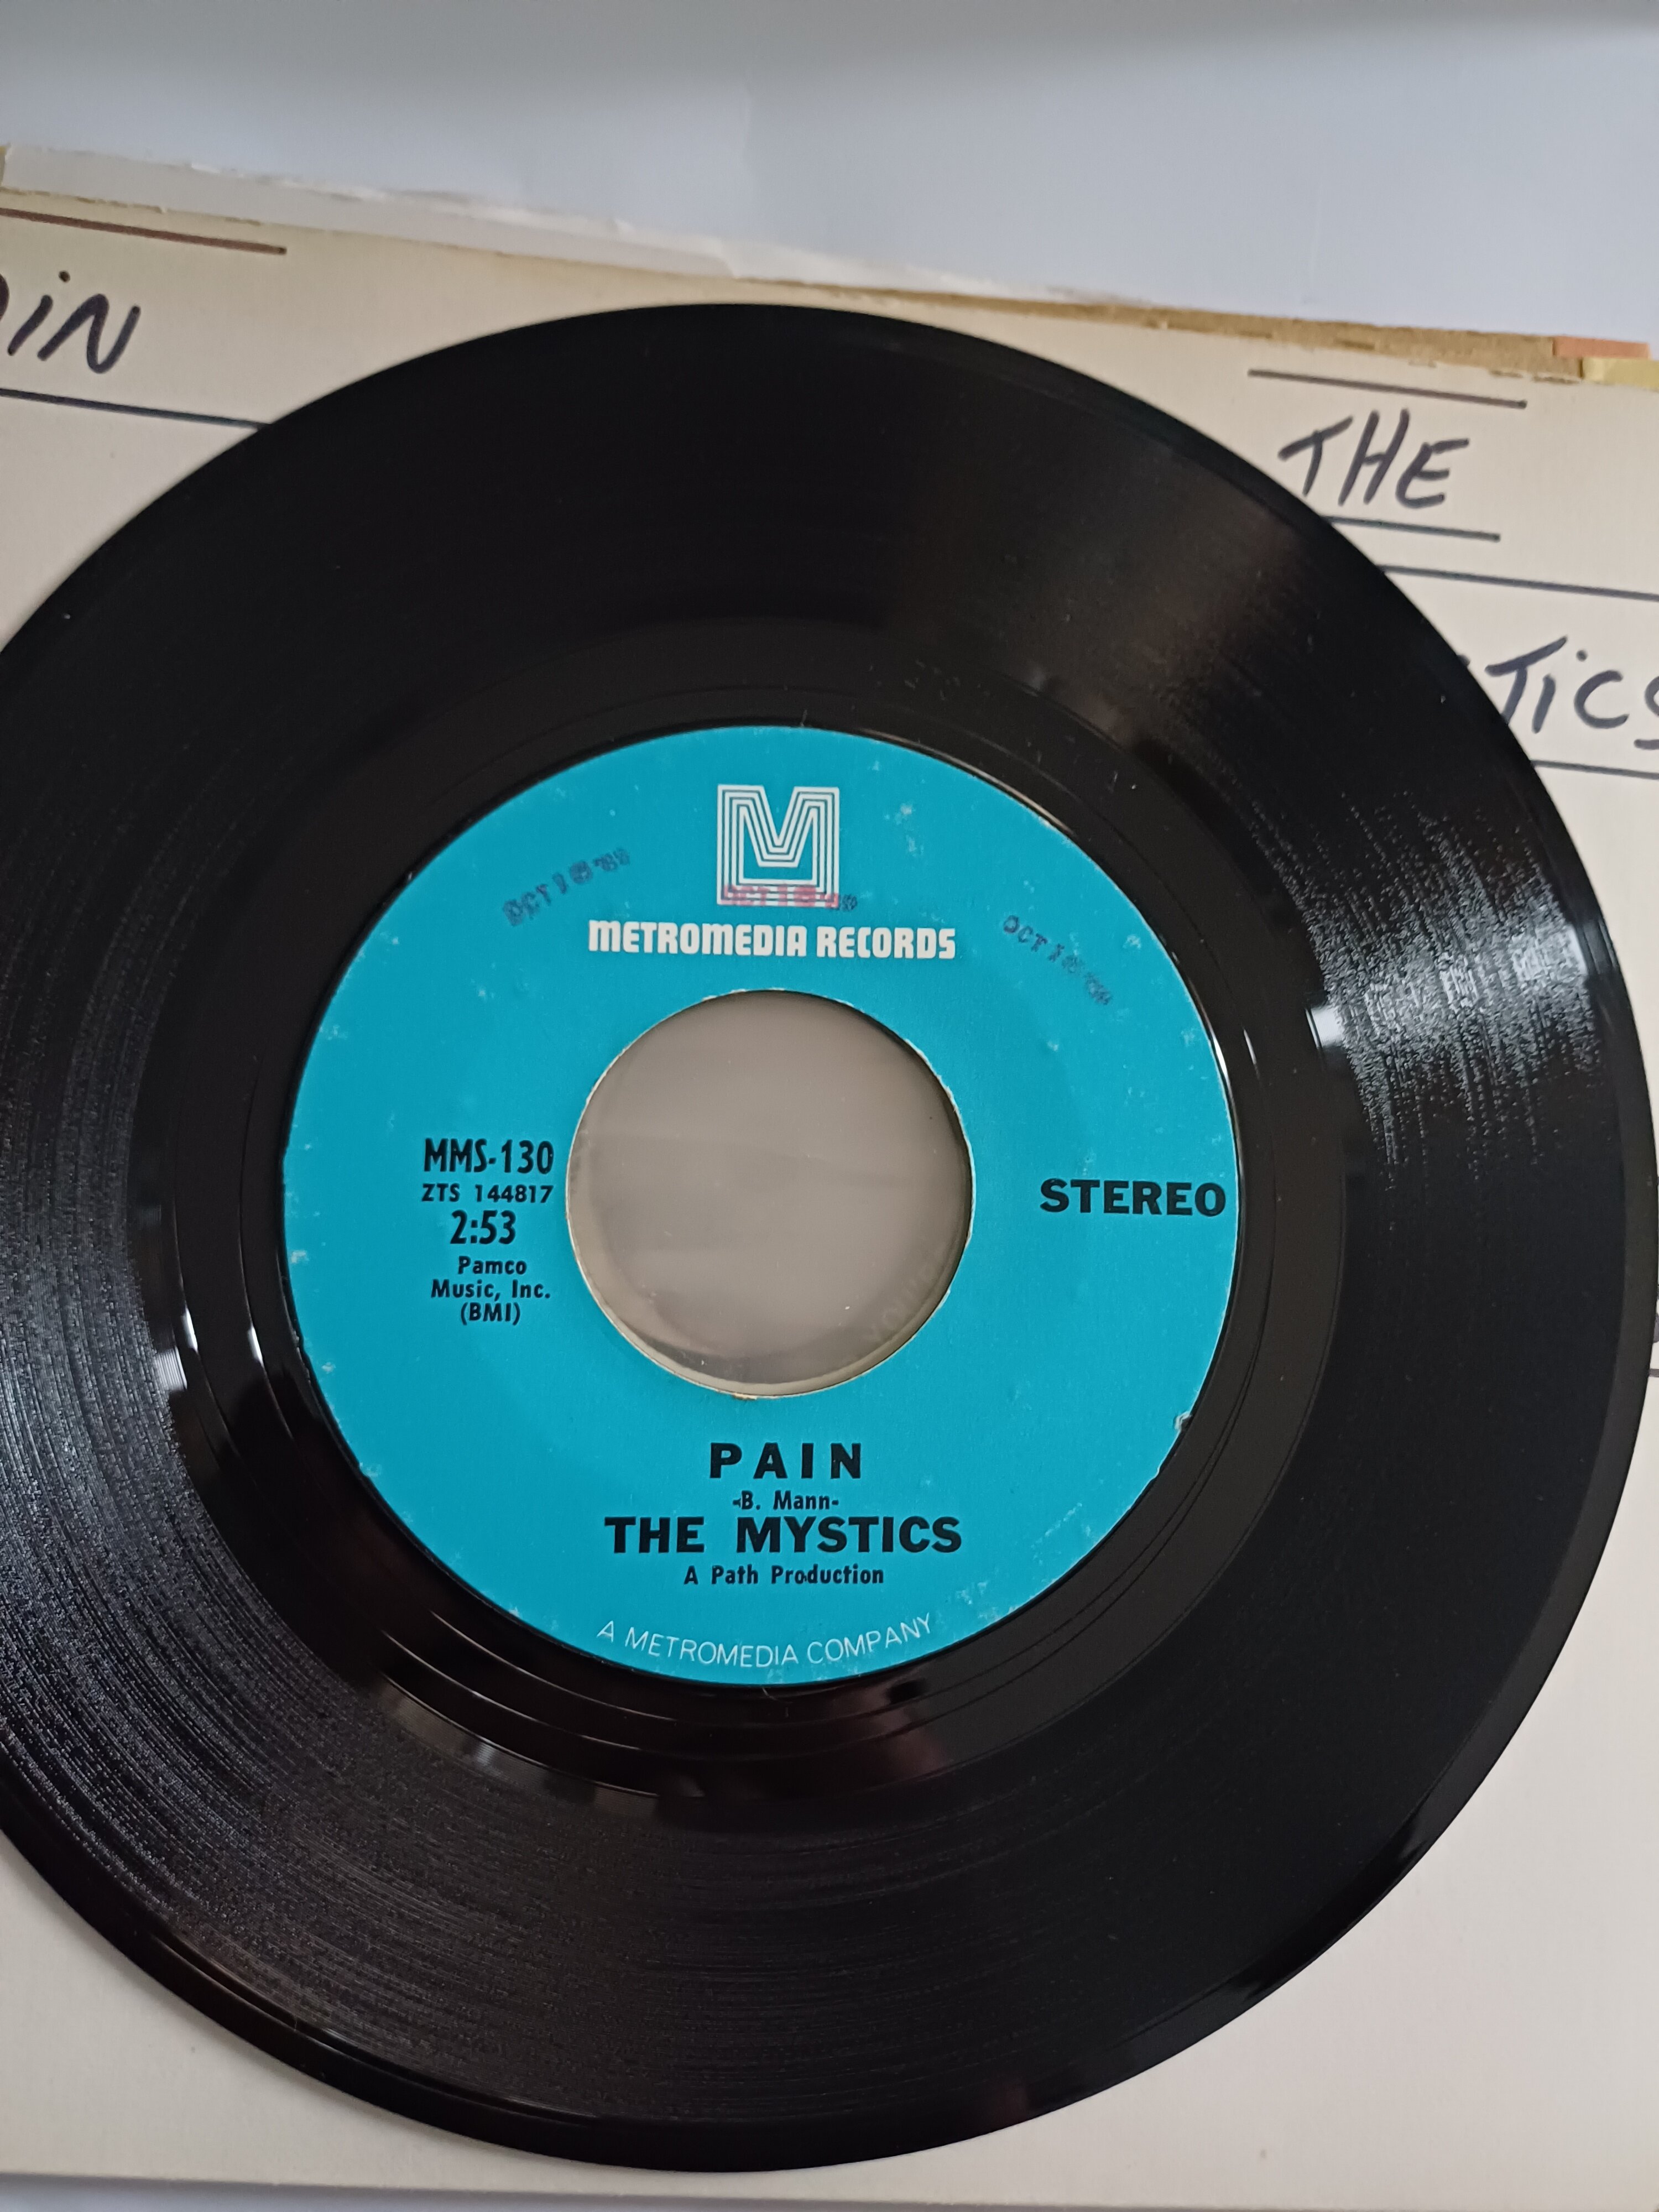 THE
METROMEDIA RECORDS
MMS-130
ZTS 144817
2:53
Pamco
Music, Inc.
(BMI)
STEREO
PAIN
-B. Mann-
THE MYSTICS
A Path Production
A METROMEDIA COMPANY